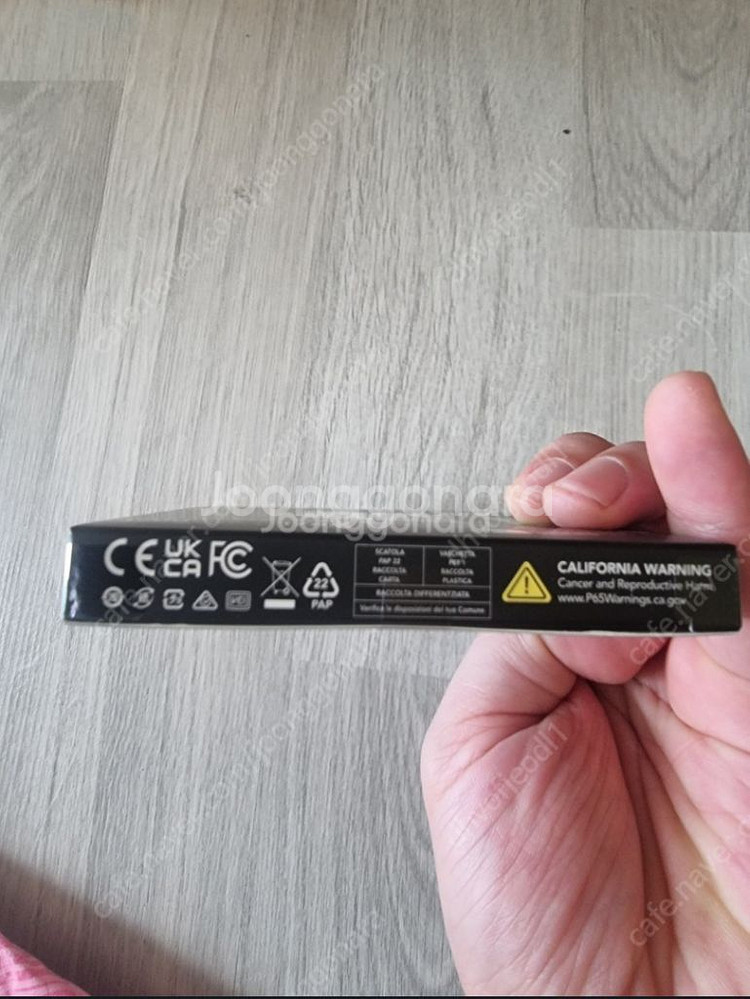 Joonggonara
Joonggonara
CE UK CA FC
22
PAP
SCATOLA
PAP 22
RACCOLTA
CARTA
VASCHETTA
PET 1
RACCOLTA
PLASTICA
RACCOLTA DIFFERENZIATA
Verifica le disposizioni del tuo Comune
CALIFORNIA WARNING
Cancer and Reproductive Harm
www.P65Warnings.ca.gov